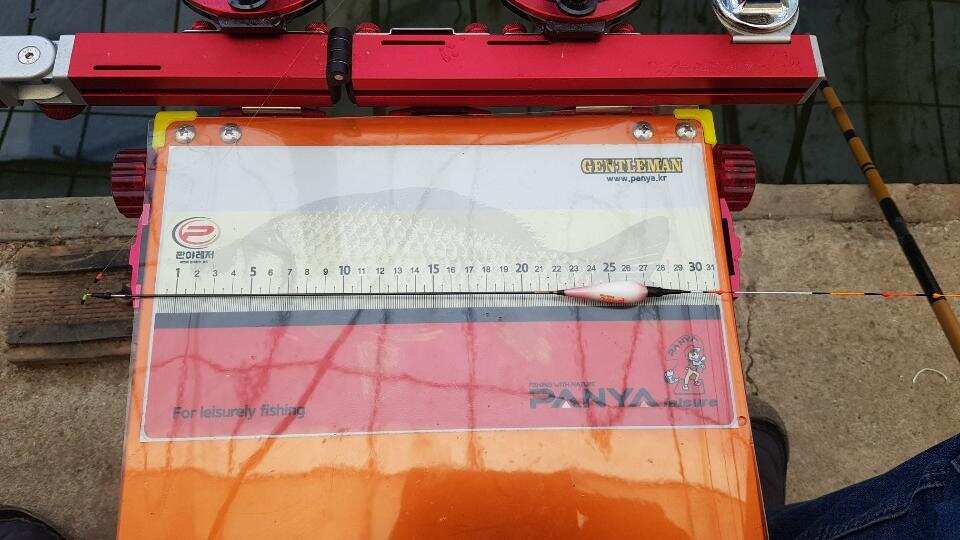 GENTLEMAN
www.panya.kr
판야레저
1 2 3 4 5 6 7 8 9 10 11 12 13 14 15 16 17 18 19 20 21 22 23 24 25 26 27 28 29 30 31
PANYA
FISHING WITH NATURE
PANYA leisure
For leisurely fishing